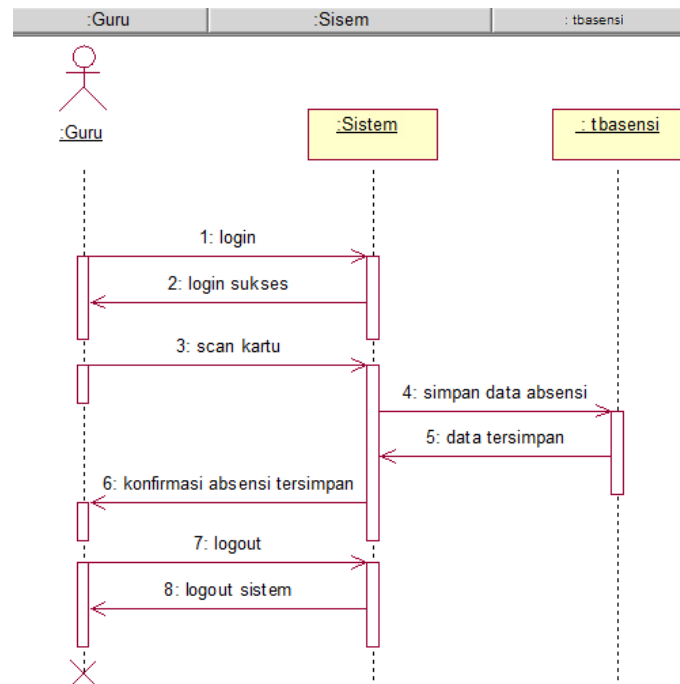 :Guru
:Sisem
: tbasensi
:Guru
:Sistem
: tbasensi
1: login
2: login sukses
3: scan kartu
4: simpan data absensi
5: data tersimpan
6: konfirmasi absensi tersimpan
7: logout
8: logout sistem